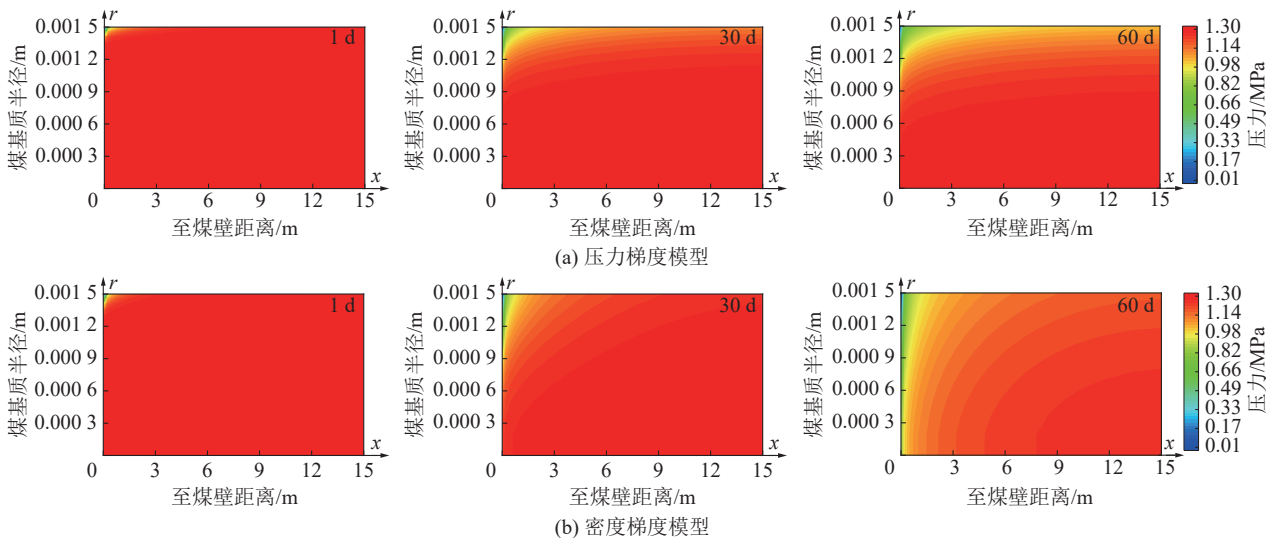 r
0.001 5
0.001 2
0.000 9
0.000 6
0.000 3
0
煤基质半径/m
1 d
x
3 6 9 12 15
至煤壁距离/m
r
0.001 5
0.001 2
0.000 9
0.000 6
0.000 3
0
煤基质半径/m
30 d
x
3 6 9 12 15
至煤壁距离/m
r
0.001 5
0.001 2
0.000 9
0.000 6
0.000 3
0
煤基质半径/m
60 d
x
3 6 9 12 15
至煤壁距离/m
1.30
1.14
0.98
0.82
0.66
0.49
0.33
0.17
0.01
压力/MPa
(a) 压力梯度模型
r
0.001 5
0.001 2
0.000 9
0.000 6
0.000 3
0
煤基质半径/m
1 d
x
3 6 9 12 15
至煤壁距离/m
r
0.001 5
0.001 2
0.000 9
0.000 6
0.000 3
0
煤基质半径/m
30 d
x
3 6 9 12 15
至煤壁距离/m
r
0.001 5
0.001 2
0.000 9
0.000 6
0.000 3
0
煤基质半径/m
60 d
x
3 6 9 12 15
至煤壁距离/m
1.30
1.14
0.98
0.82
0.66
0.49
0.33
0.17
0.01
压力/MPa
(b) 密度梯度模型